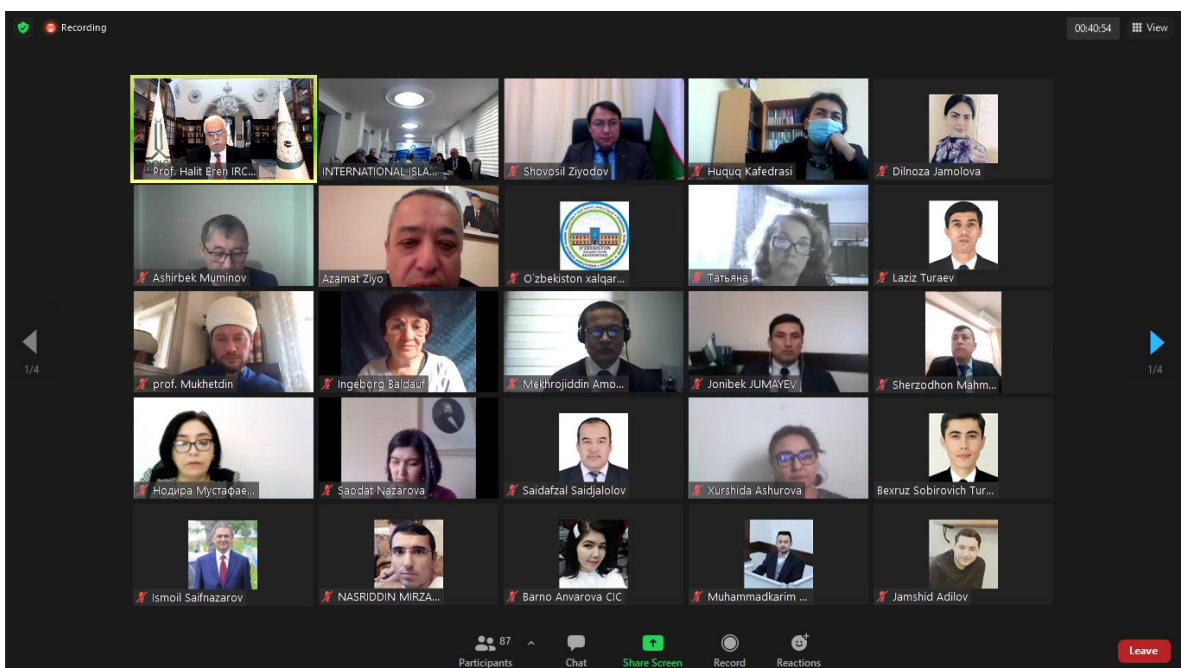 Recording
00:40:54
View
Prof. Halit Eren IRC...
INTERNATIONAL ISLA...
Shovosil Ziyodov
Huquq Kafedrasi
Dilnoza Jamolova
Ashirbek Muminov
Azamat Ziyo
O`zbekiston xalqar...
Татьяна
Laziz Turaev
prof. Mukhetdin
Ingeborg Baldauf
Mekhrojiddin Amo...
Jonibek JUMAYEV
Sherzodhon Mahm...
1/4
1/4
Нодира Мустафае...
Saodat Nazarova
Saidafzal Saidjalolov
Xurshida Ashurova
Bexruz Sobirovich Tur...
Ismoil Saifnazarov
NASRIDDIN MIRZA...
Barno Anvarova CIC
Muhammadkarim ...
Jamshid Adilov
87
Participants
Chat
Share Screen
Record
Reactions
Leave